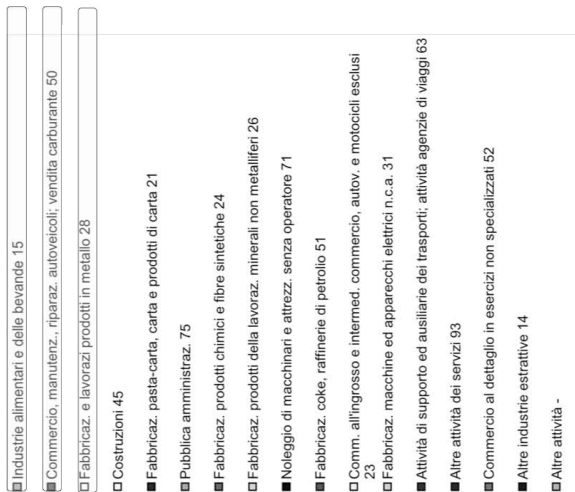 Industrie alimentari e delle bevande 15
Commercio, manutenz., riparaz. autoveicoli; vendita carburante 50
Fabbricaz. e lavorazi prodotti in metallo 28
Costruzioni 45
Fabbricaz. pasta-carta, carta e prodotti di carta 21
Pubblica amministraz. 75
Fabbricaz. prodotti chimici e fibre sintetiche 24
Fabbricaz. prodotti della lavoraz. minerali non metalliferi 26
Noleggio di macchinari e attrezz. senza operatore 71
Fabbricaz. coke, raffinerie di petrolio 51
Comm. all'ingrosso e intermed. commercio, autov. e motocicli esclusi
23
Fabbricaz. macchine ed apparecchi elettrici n.c.a. 31
Attività di supporto ed ausiliarie dei trasporti; attività agenzie di viaggi 63
Altre attività dei servizi 93
Commercio al dettaglio in esercizi non specializzati 52
Altre industrie estrattive 14
Altre attività -